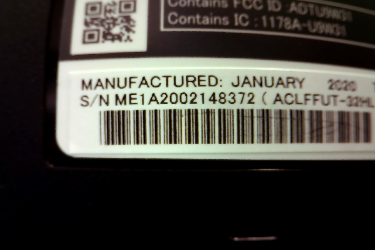 Contains FCC ID :ADTU9W31
Contains IC : 1178A-U9W31
MANUFACTURED: JANUARY 2020
S/N ME1A2002148372 ( ACLFFUT-32HL